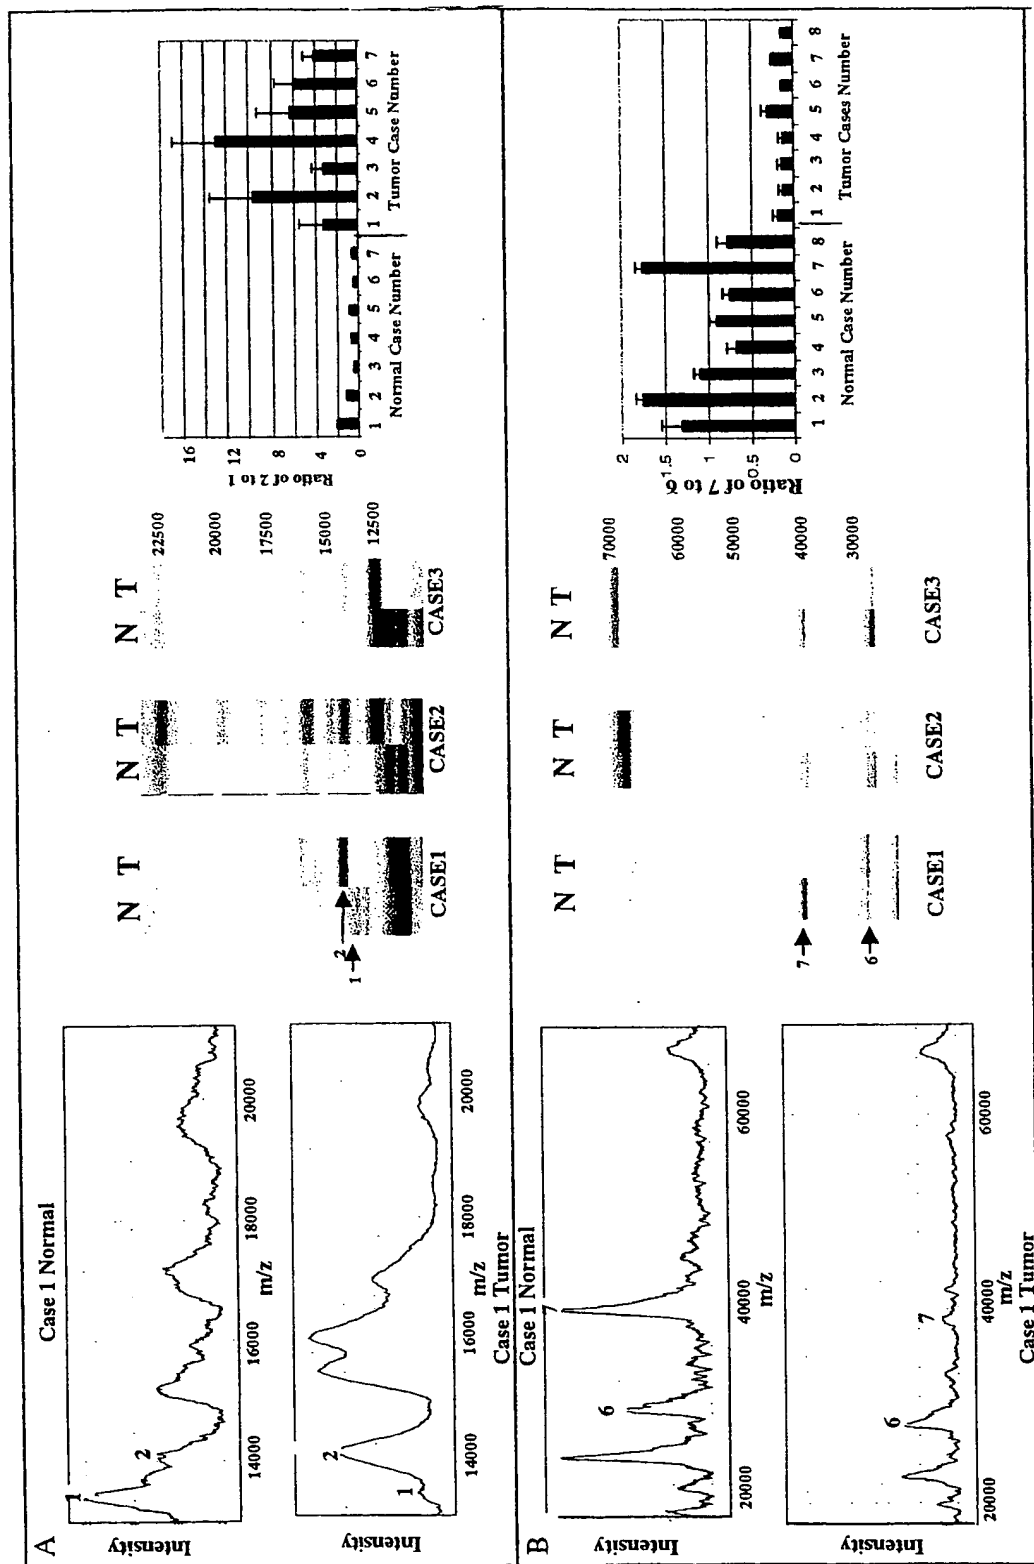 A
Case 1 Normal
Intensity
1
2
14000 16000 18000 20000
m/z
Intensity
1
2
14000 16000 18000 20000
m/z
Case 1 Tumor
N T N T N T
22500
20000
17500
15000
12500
1
2
CASE1 CASE2 CASE3
Ratio of 2 to 1
16
12
8
4
0
1 2 3 4 5 6 7 1 2 3 4 5 6 7
Normal Case Number Tumor Case Number
B
Case 1 Normal
Intensity
6
7
20000 40000 60000
m/z
Intensity
6
7
20000 40000 60000
m/z
Case 1 Tumor
N T N T N T
70000
60000
50000
40000
30000
7
6
CASE1 CASE2 CASE3
Ratio of 7 to 6
2
1.5
1
0.5
0
1 2 3 4 5 6 7 8 1 2 3 4 5 6 7 8
Normal Case Number Tumor Cases Number